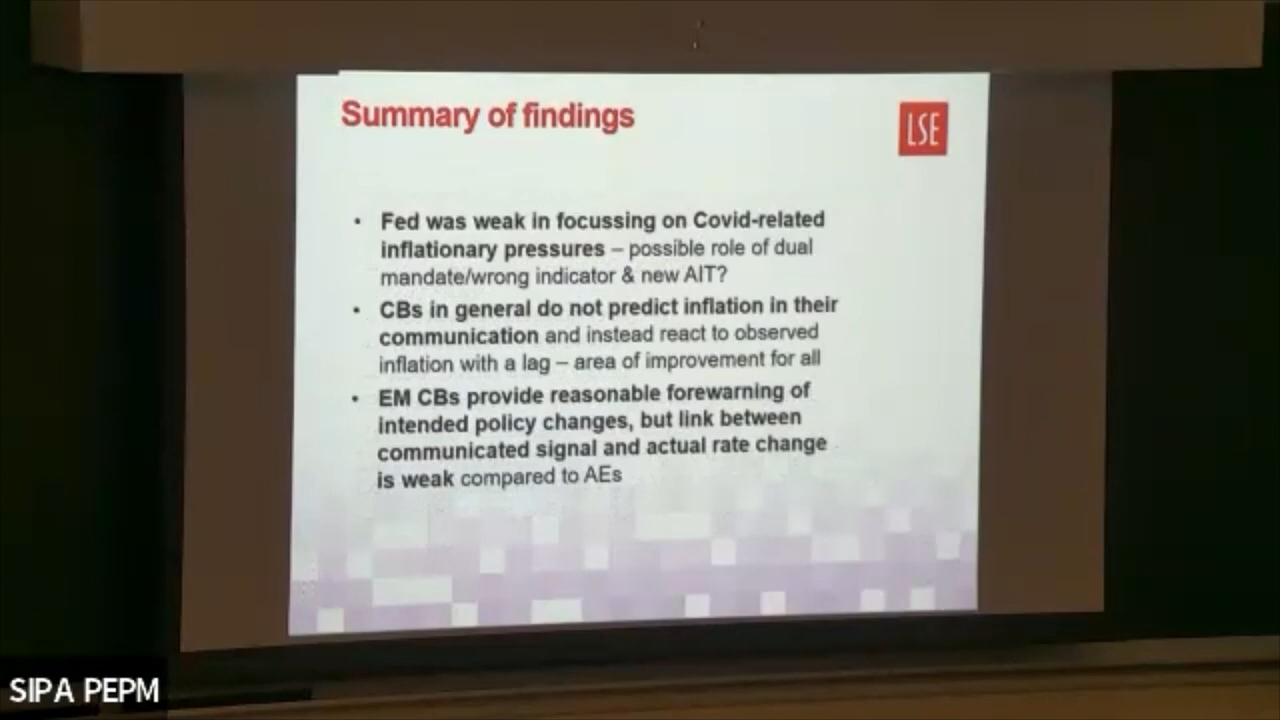 Summary of findings
LSE
• Fed was weak in focussing on Covid-related
inflationary pressures – possible role of dual
mandate/wrong indicator & new AIT?
• CBs in general do not predict inflation in their
communication and instead react to observed
inflation with a lag – area of improvement for all
• EM CBs provide reasonable forewarning of
intended policy changes, but link between
communicated signal and actual rate change
is weak compared to AEs
SIPA PEPM